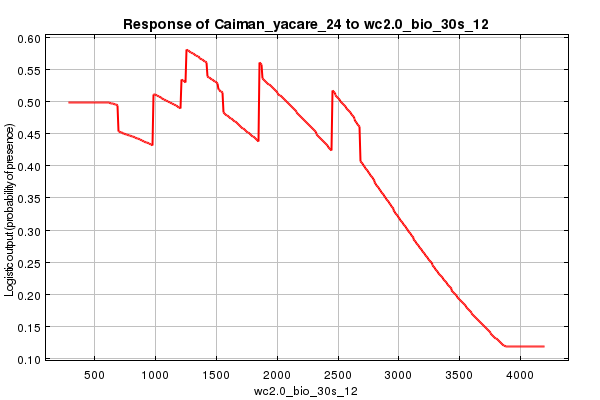 Response of Caiman_yacare_24 to wc2.0_bio_30s_12
Logistic output (probability of presence)
0.60
0.55
0.50
0.45
0.40
0.35
0.30
0.25
0.20
0.15
0.10
500 1000 1500 2000 2500 3000 3500 4000
wc2.0_bio_30s_12